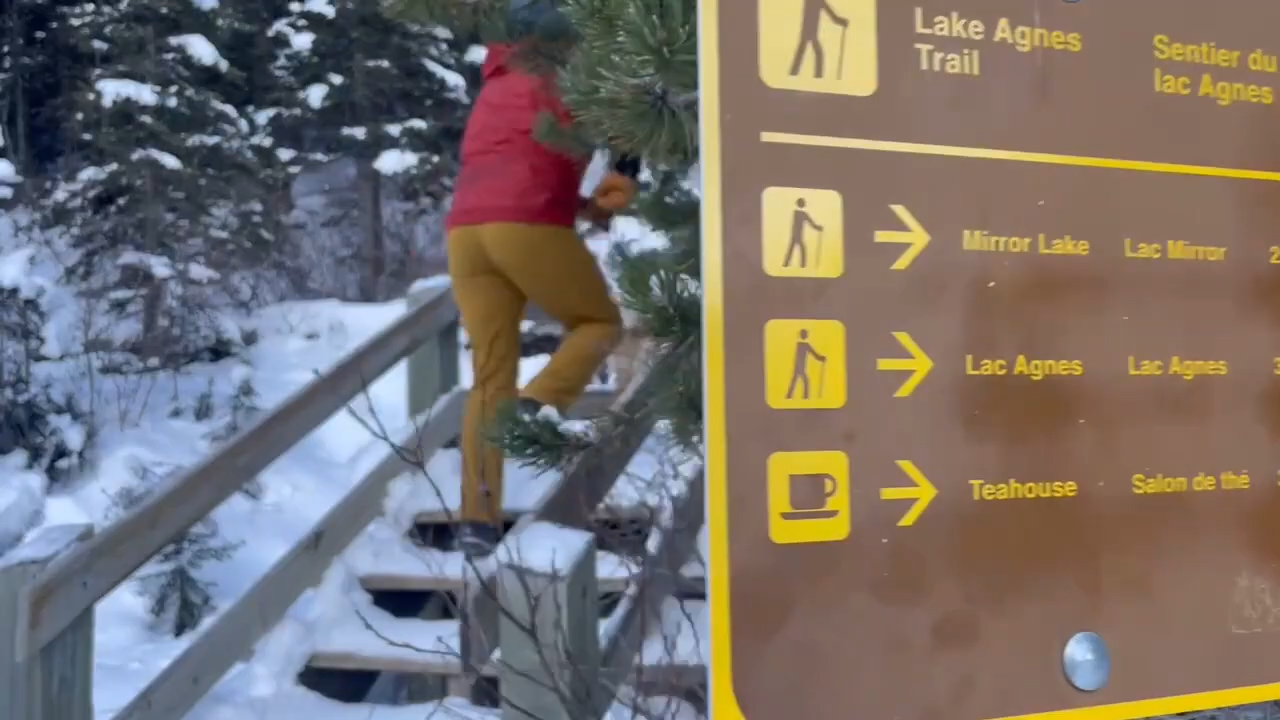 Lake Agnes
Trail
Sentier du
lac Agnes
Mirror Lake Lac Mirror 2
Lac Agnes Lac Agnes
Teahouse Salon de thé